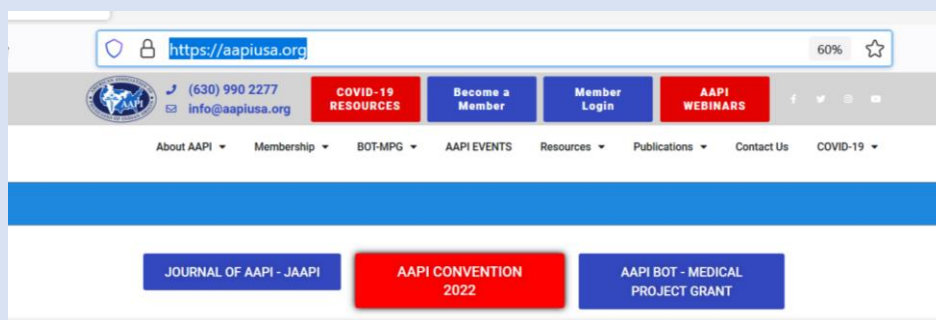 https://aapiusa.org
60%
(630) 990 2277
info@aapiusa.org
COVID-19
RESOURCES
Become a
Member
Member
Login
AAPI
WEBINARS
AAPI
About AAPI
Membership
BOT-MPG
AAPI EVENTS
Resources
Publications
Contact Us
COVID-19
JOURNAL OF AAPI - JAAPI
AAPI CONVENTION
2022
AAPI BOT - MEDICAL
PROJECT GRANT